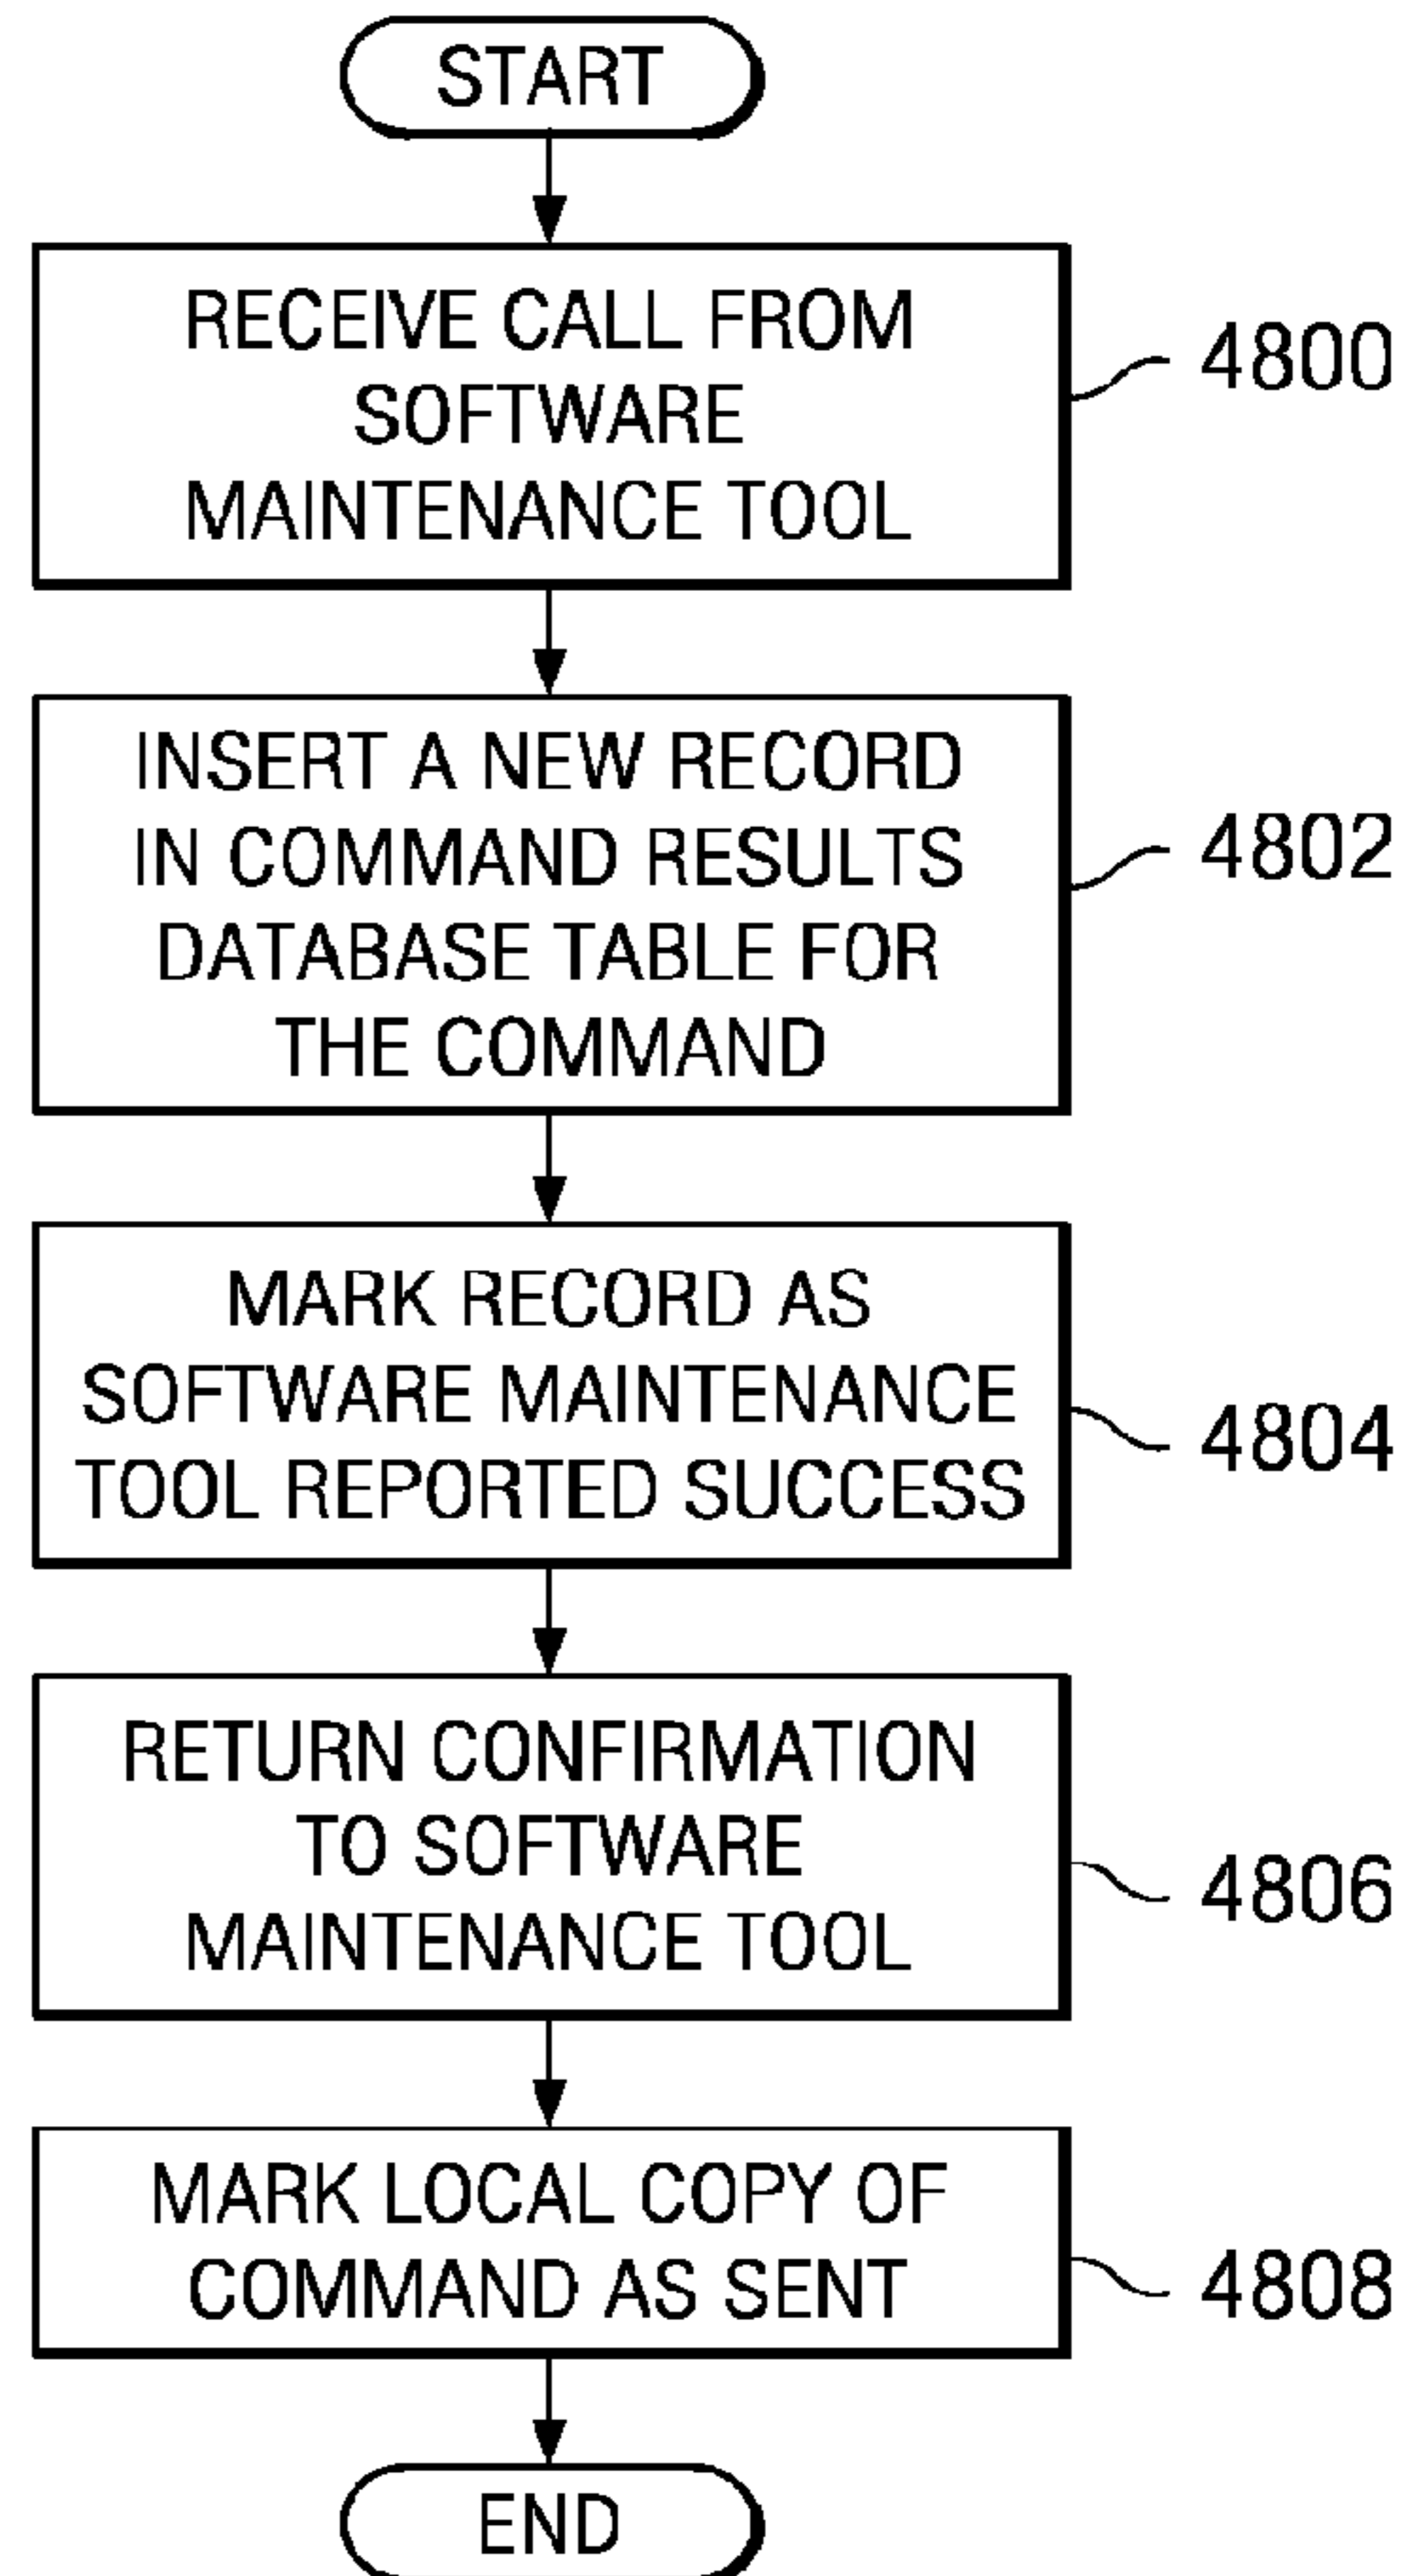 START
RECEIVE CALL FROM
SOFTWARE
MAINTENANCE TOOL
4800
INSERT A NEW RECORD
IN COMMAND RESULTS
DATABASE TABLE FOR
THE COMMAND
4802
MARK RECORD AS
SOFTWARE MAINTENANCE
TOOL REPORTED SUCCESS
4804
RETURN CONFIRMATION
TO SOFTWARE
MAINTENANCE TOOL
4806
MARK LOCAL COPY OF
COMMAND AS SENT
4808
END